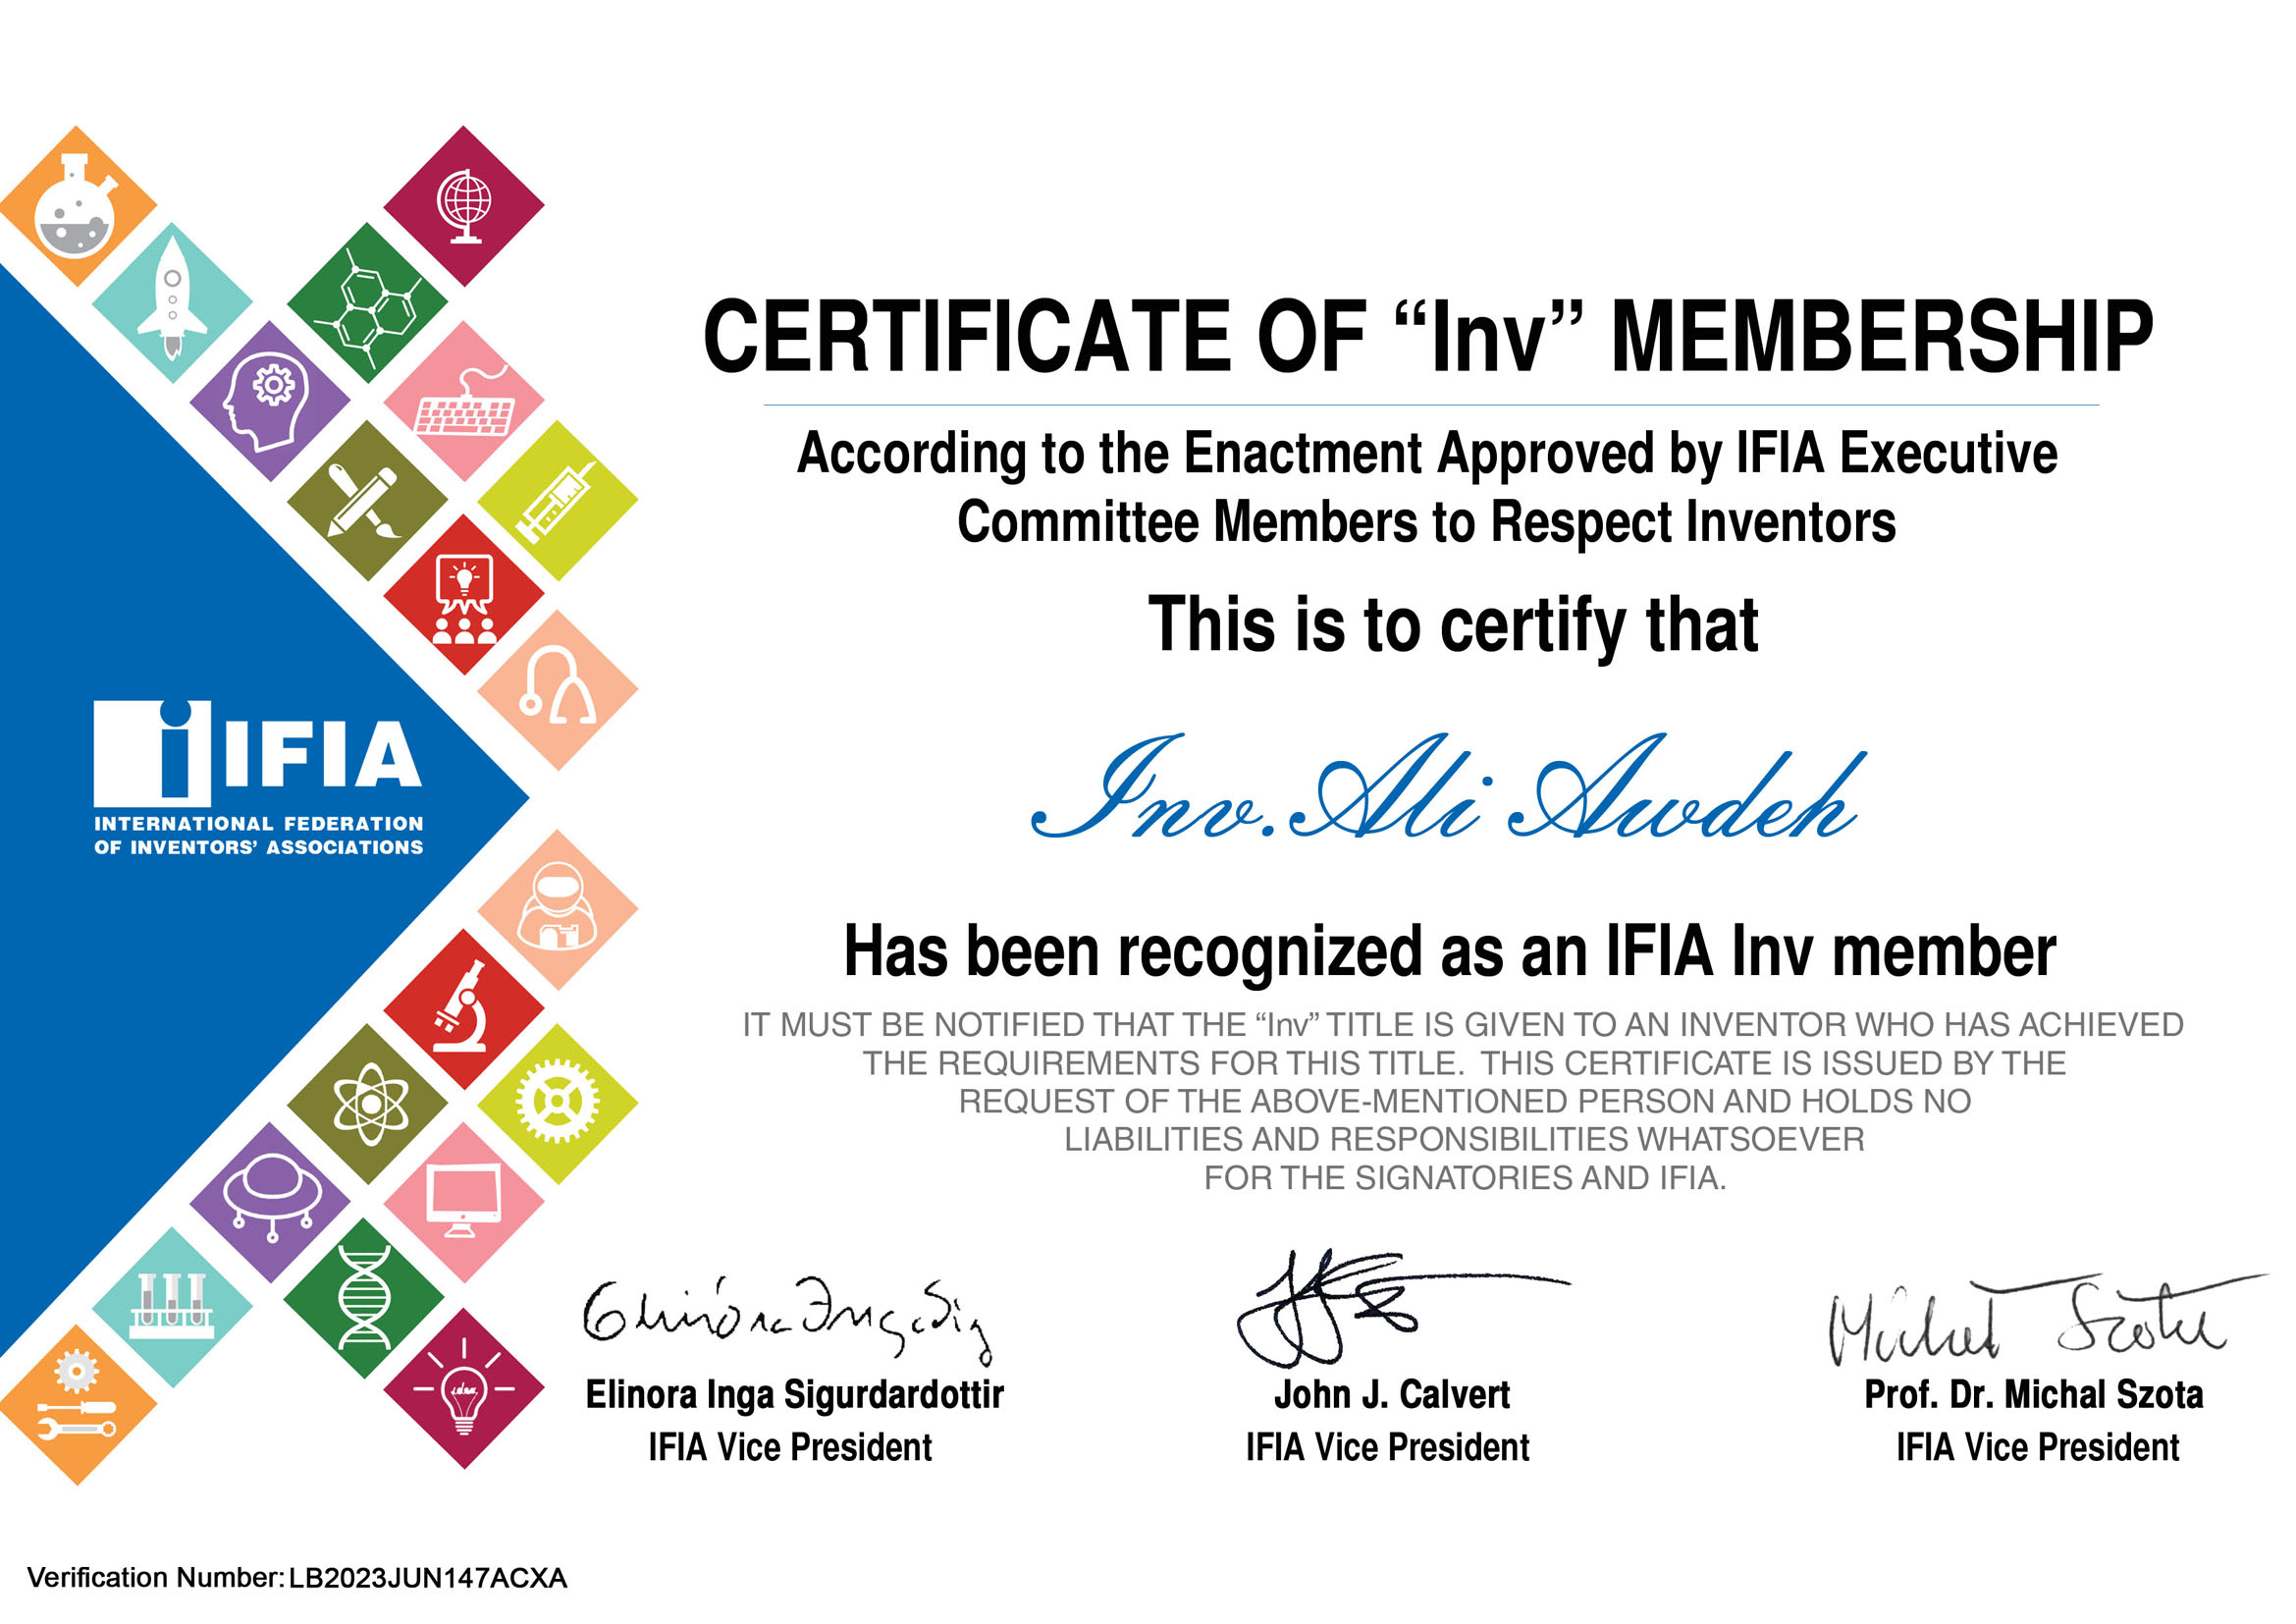 CERTIFICATE OF “Inv” MEMBERSHIP
According to the Enactment Approved by IFIA Executive
Committee Members to Respect Inventors
This is to certify that
IFIA
INTERNATIONAL FEDERATION
OF INVENTORS’ ASSOCIATIONS
Inv. Ali Awdeh
Has been recognized as an IFIA Inv member
IT MUST BE NOTIFIED THAT THE “Inv” TITLE IS GIVEN TO AN INVENTOR WHO HAS ACHIEVED
THE REQUIREMENTS FOR THIS TITLE. THIS CERTIFICATE IS ISSUED BY THE
REQUEST OF THE ABOVE-MENTIONED PERSON AND HOLDS NO
LIABILITIES AND RESPONSIBILITIES WHATSOEVER
FOR THE SIGNATORIES AND IFIA.
Michal Szota
Elinora Inga Sigurdardottir
IFIA Vice President
John J. Calvert
IFIA Vice President
Prof. Dr. Michal Szota
IFIA Vice President
idea
Verification Number: LB2023JUN147ACXA